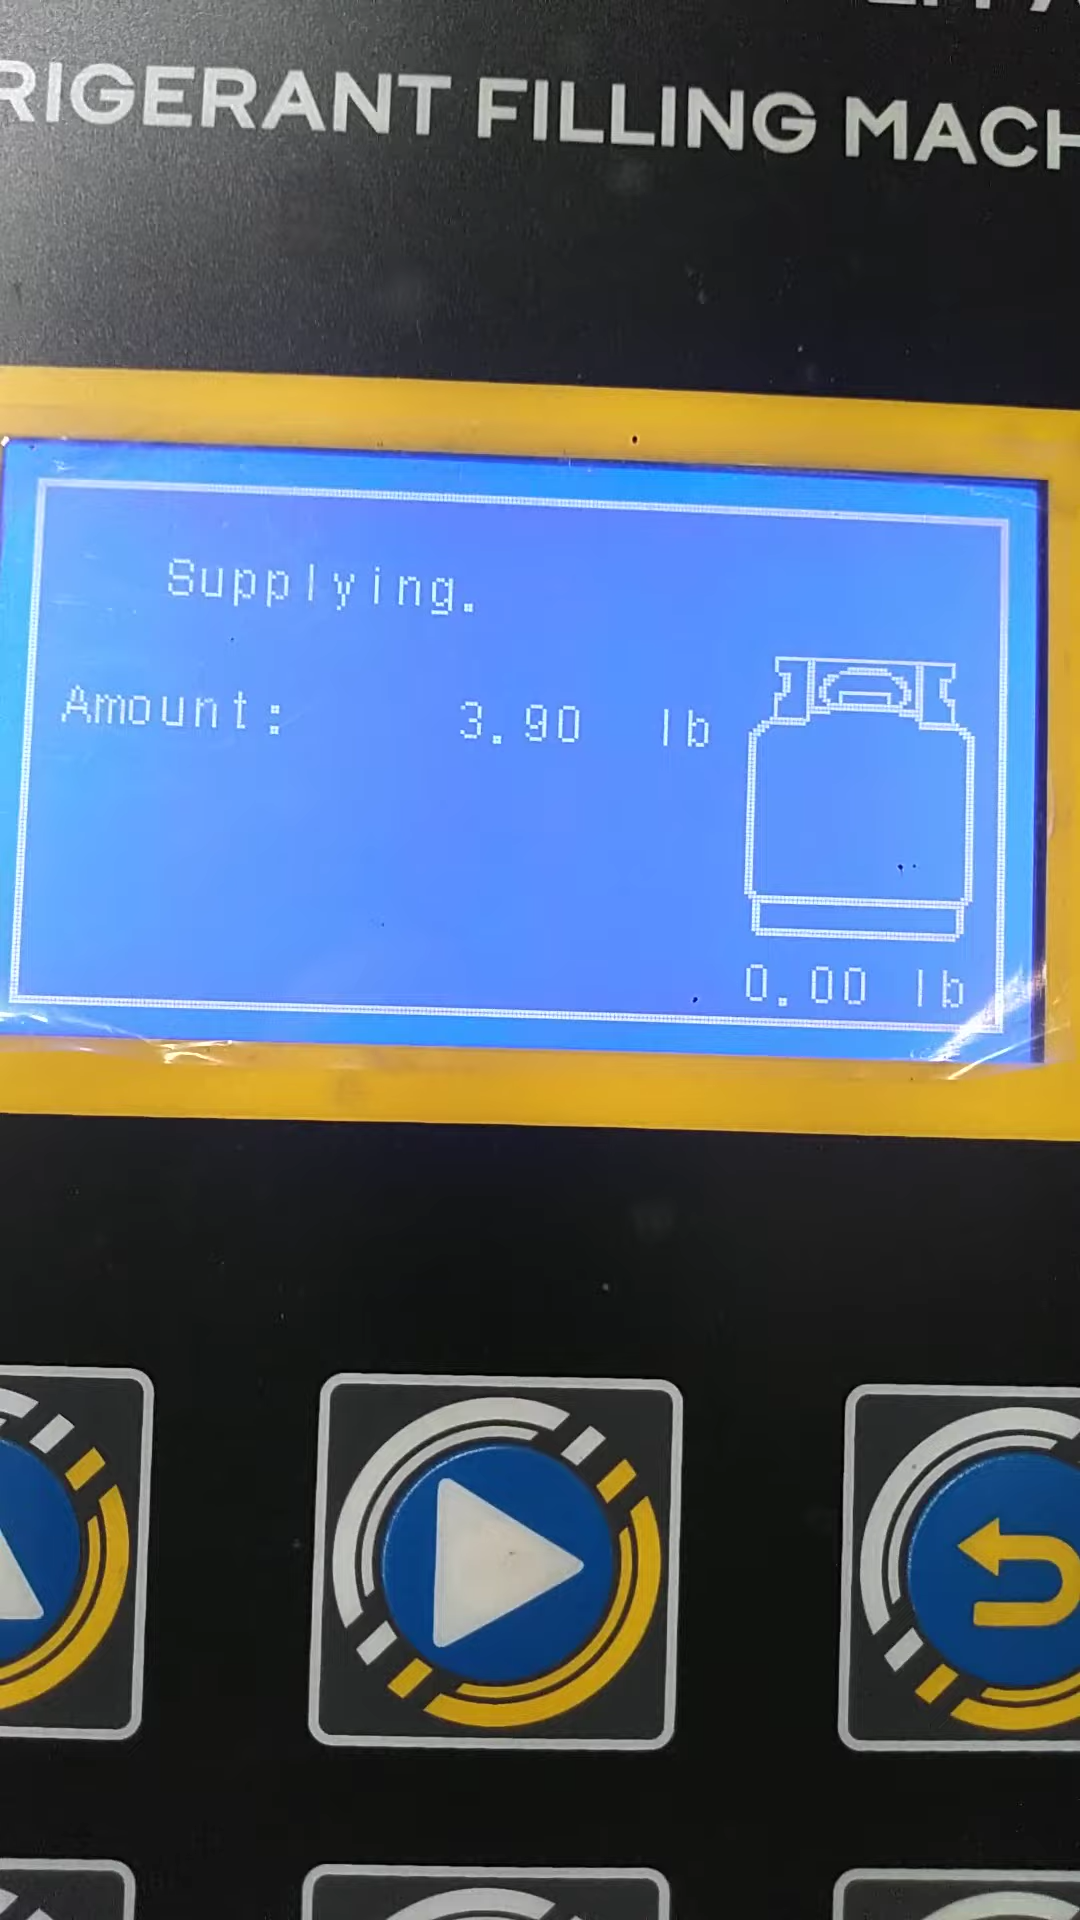 RIGERANT FILLING MACH
Supplying.
Amount: 3.90 lb
0.00 lb